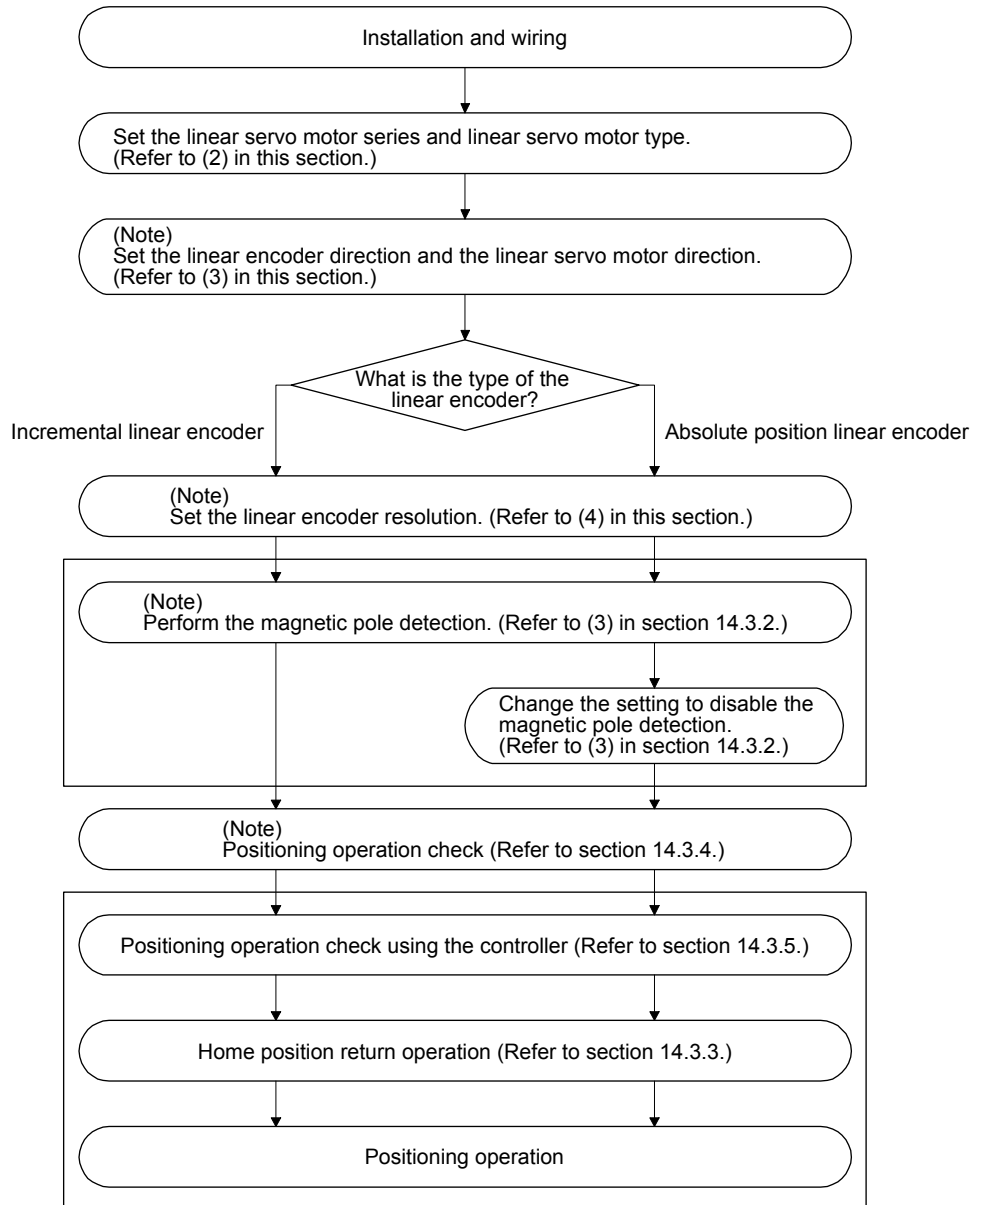 Installation and wiring
Set the linear servo motor series and linear servo motor type.
(Refer to (2) in this section.)
(Note)
Set the linear encoder direction and the linear servo motor direction.
(Refer to (3) in this section.)
What is the type of the
linear encoder?
Incremental linear encoder
Absolute position linear encoder
(Note)
Set the linear encoder resolution. (Refer to (4) in this section.)
(Note)
Perform the magnetic pole detection. (Refer to (3) in section 14.3.2.)
Change the setting to disable the
magnetic pole detection.
(Refer to (3) in section 14.3.2.)
(Note)
Positioning operation check (Refer to section 14.3.4.)
Positioning operation check using the controller (Refer to section 14.3.5.)
Home position return operation (Refer to section 14.3.3.)
Positioning operation